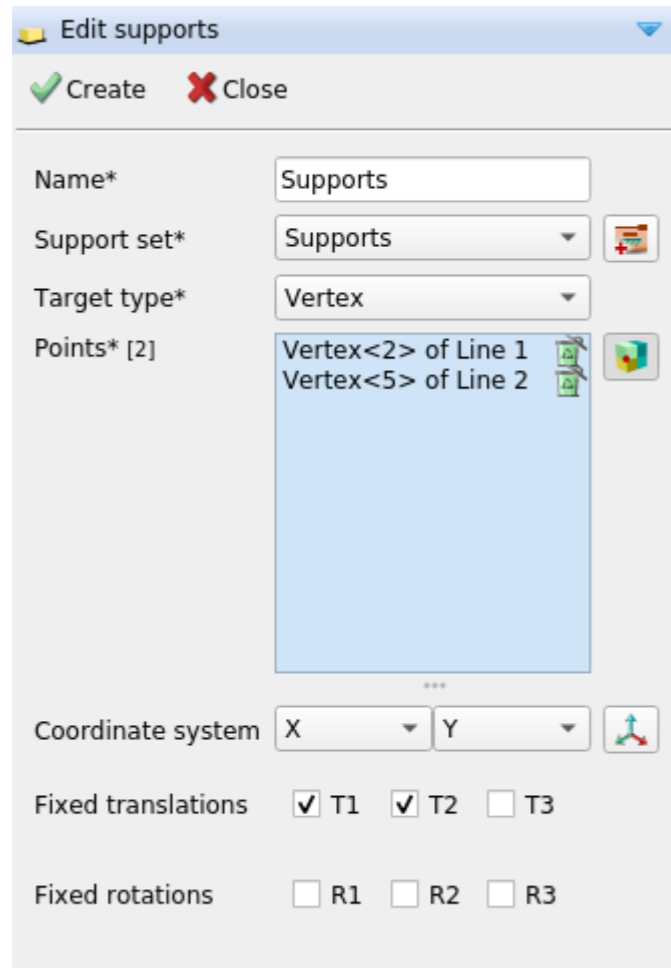 Edit supports
Create Close
Name* Supports
Support set* Supports
Target type* Vertex
Points* [2] Vertex<2> of Line 1
Vertex<5> of Line 2
Coordinate system X Y
Fixed translations T1 T2 T3
Fixed rotations R1 R2 R3